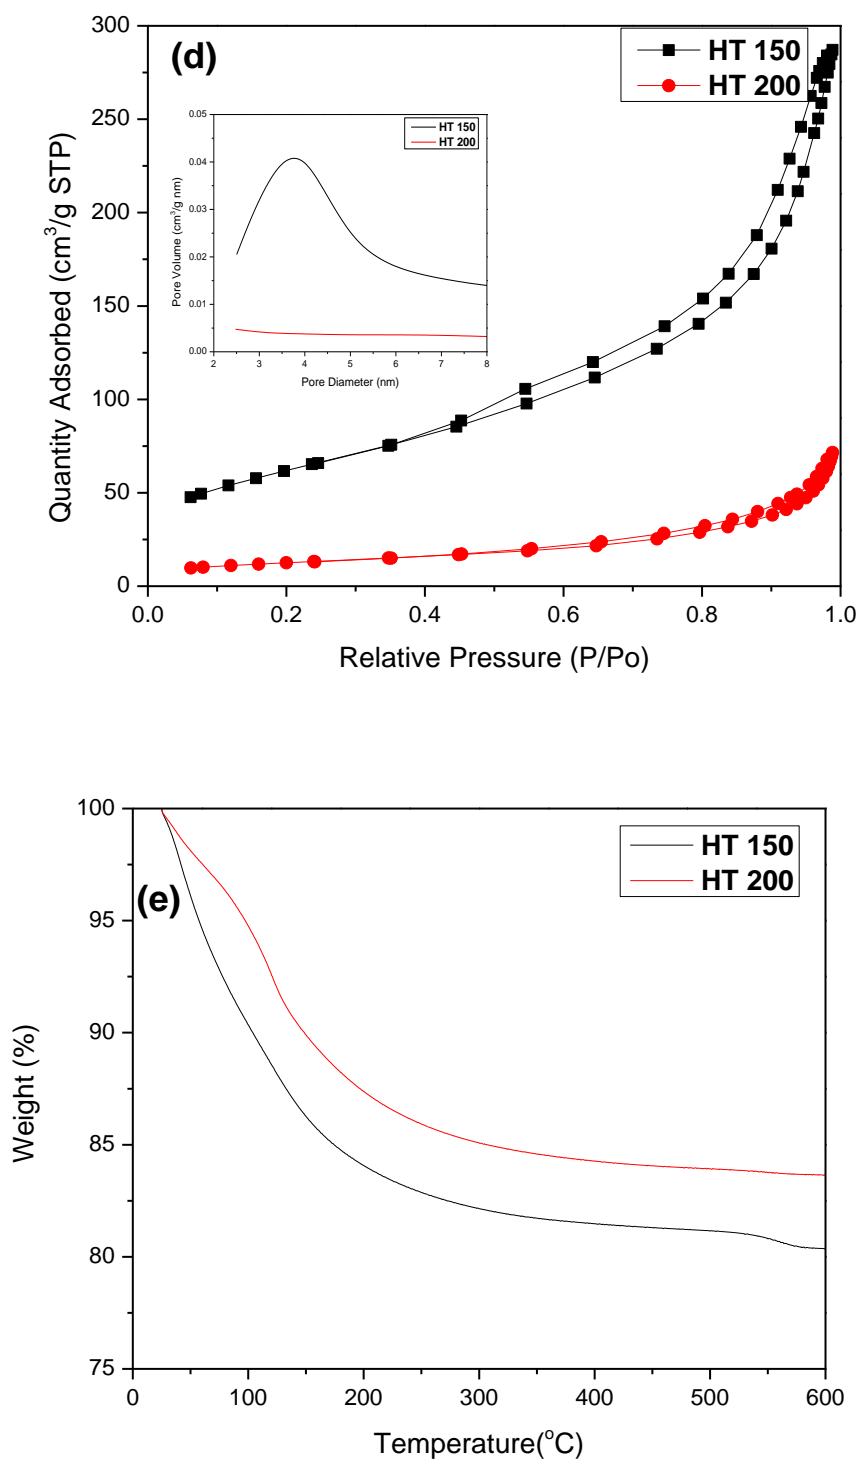 (d)
HT 150
HT 200
300
250
200
150
100
50
0
Quantity Adsorbed (cm³/g STP)
0.0 0.2 0.4 0.6 0.8 1.0
Relative Pressure (P/Po)
HT 150
HT 200
0.05
0.04
0.03
0.02
0.01
0.00
Pore Volume (cm³/g nm)
2 3 4 5 6 7 8
Pore Diameter (nm)
(e)
HT 150
HT 200
100
95
90
85
80
75
Weight (%)
0 100 200 300 400 500 600
Temperature(°C)